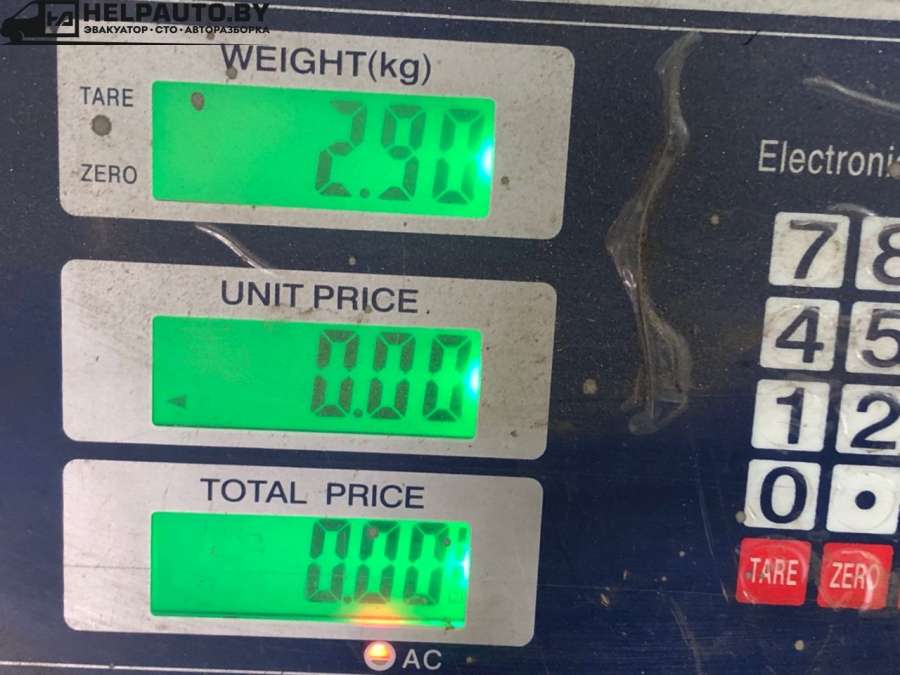 HELPAUTO.BY
ЭВАКУАТОР · СТО · АВТОРАЗБОРКА
WEIGHT(kg)
TARE
ZERO
2.90
UNIT PRICE
0.00
TOTAL PRICE
0.00
AC
Electroni
7 8
4 5
1 2
0 .
TARE ZERO